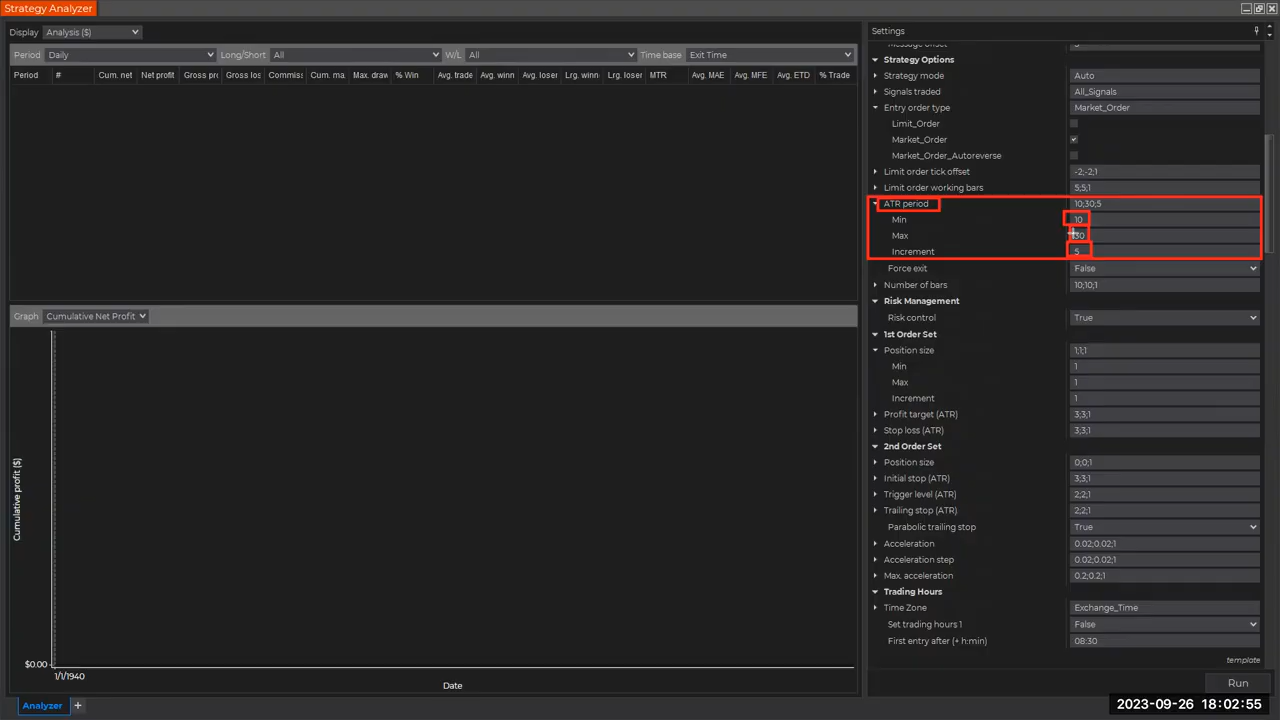 Strategy Analyzer
Display Analysis ($)
Period Daily Long/Short All W/L All Time base Exit Time
Period # Cum. net Net profit Gross pro Gross los Commiss Cum. ma Max. draw % Win Avg. trade Avg. winn Avg. loser Lrg. winn Lrg. loser MTR Avg. MAE Avg. MFE Avg. ETD % Trade
Graph Cumulative Net Profit
Cumulative profit ($)
$0.00
1/1/1940
Date
Analyzer +
Settings
Strategy Options
Strategy mode Auto
Signals traded All_Signals
Entry order type Market_Order
Limit_Order
Market_Order
Market_Order_Autoreverse
Limit order tick offset -2;-2;1
Limit order working bars 5;5;1
ATR period 10;30;5
Min 10
Max 30
Increment 5
Force exit False
Number of bars 10;10;1
Risk Management
Risk control True
1st Order Set
Position size 1;1;1
Min 1
Max 1
Increment 1
Profit target (ATR) 3;3;1
Stop loss (ATR) 3;3;1
2nd Order Set
Position size 0;0;1
Initial stop (ATR) 3;3;1
Trigger level (ATR) 2;2;1
Trailing stop (ATR) 2;2;1
Parabolic trailing stop True
Acceleration 0.02;0.02;1
Acceleration step 0.02;0.02;1
Max. acceleration 0.2;0.2;1
Trading Hours
Time Zone Exchange_Time
Set trading hours 1 False
First entry after (+ h:min) 08:30
template
Run
2023-09-26 18:02:55